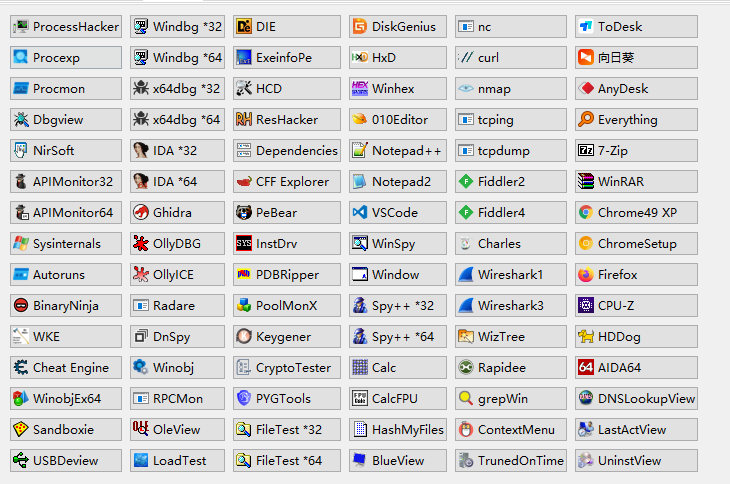 ProcessHacker Windbg *32 DIE DiskGenius nc ToDesk
Procexp Windbg *64 ExeinfoPe HxD curl 向日葵
Procmon x64dbg *32 HCD Winhex nmap AnyDesk
Dbgview x64dbg *64 ResHacker 010Editor tcping Everything
NirSoft IDA *32 Dependencies Notepad++ tcpdump 7-Zip
APIMonitor32 IDA *64 CFF Explorer Notepad2 Fiddler2 WinRAR
APIMonitor64 Ghidra PeBear VSCode Fiddler4 Chrome49 XP
Sysinternals OllyDBG InstDrv WinSpy Charles ChromeSetup
Autoruns OllyICE PDBRipper Window Wireshark1 Firefox
BinaryNinja Radare PoolMonX Spy++ *32 Wireshark3 CPU-Z
WKE DnSpy Keygener Spy++ *64 WizTree HDDog
Cheat Engine Winobj CryptoTester Calc Rapidee AIDA64
WinobjEx64 RPCMon PYGTools CalcFPU grepWin DNSLookupView
Sandboxie OleView FileTest *32 HashMyFiles ContextMenu LastActView
USBDeview LoadTest FileTest *64 BlueView TrunedOnTime UninstView